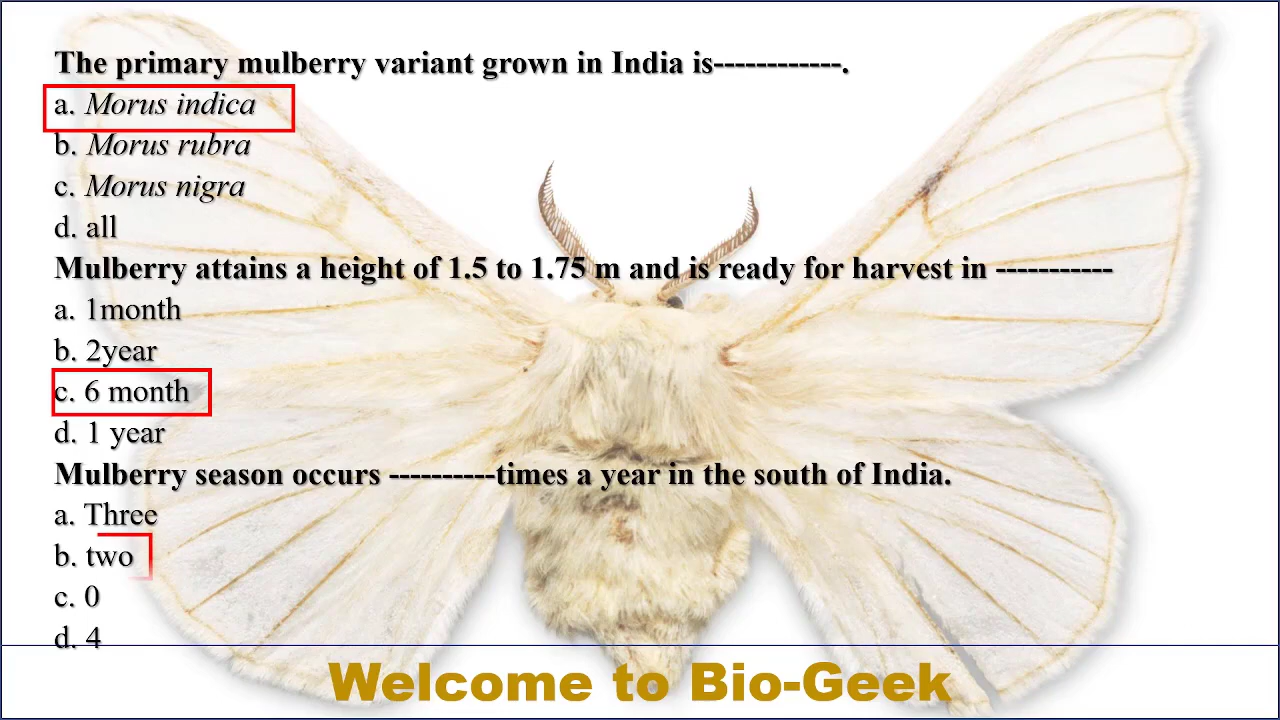 The primary mulberry variant grown in India is------------.
a. Morus indica
b. Morus rubra
c. Morus nigra
d. all
Mulberry attains a height of 1.5 to 1.75 m and is ready for harvest in -----------
a. 1month
b. 2year
c. 6 month
d. 1 year
Mulberry season occurs ----------times a year in the south of India.
a. Three
b. two
c. 0
d. 4
Welcome to Bio-Geek